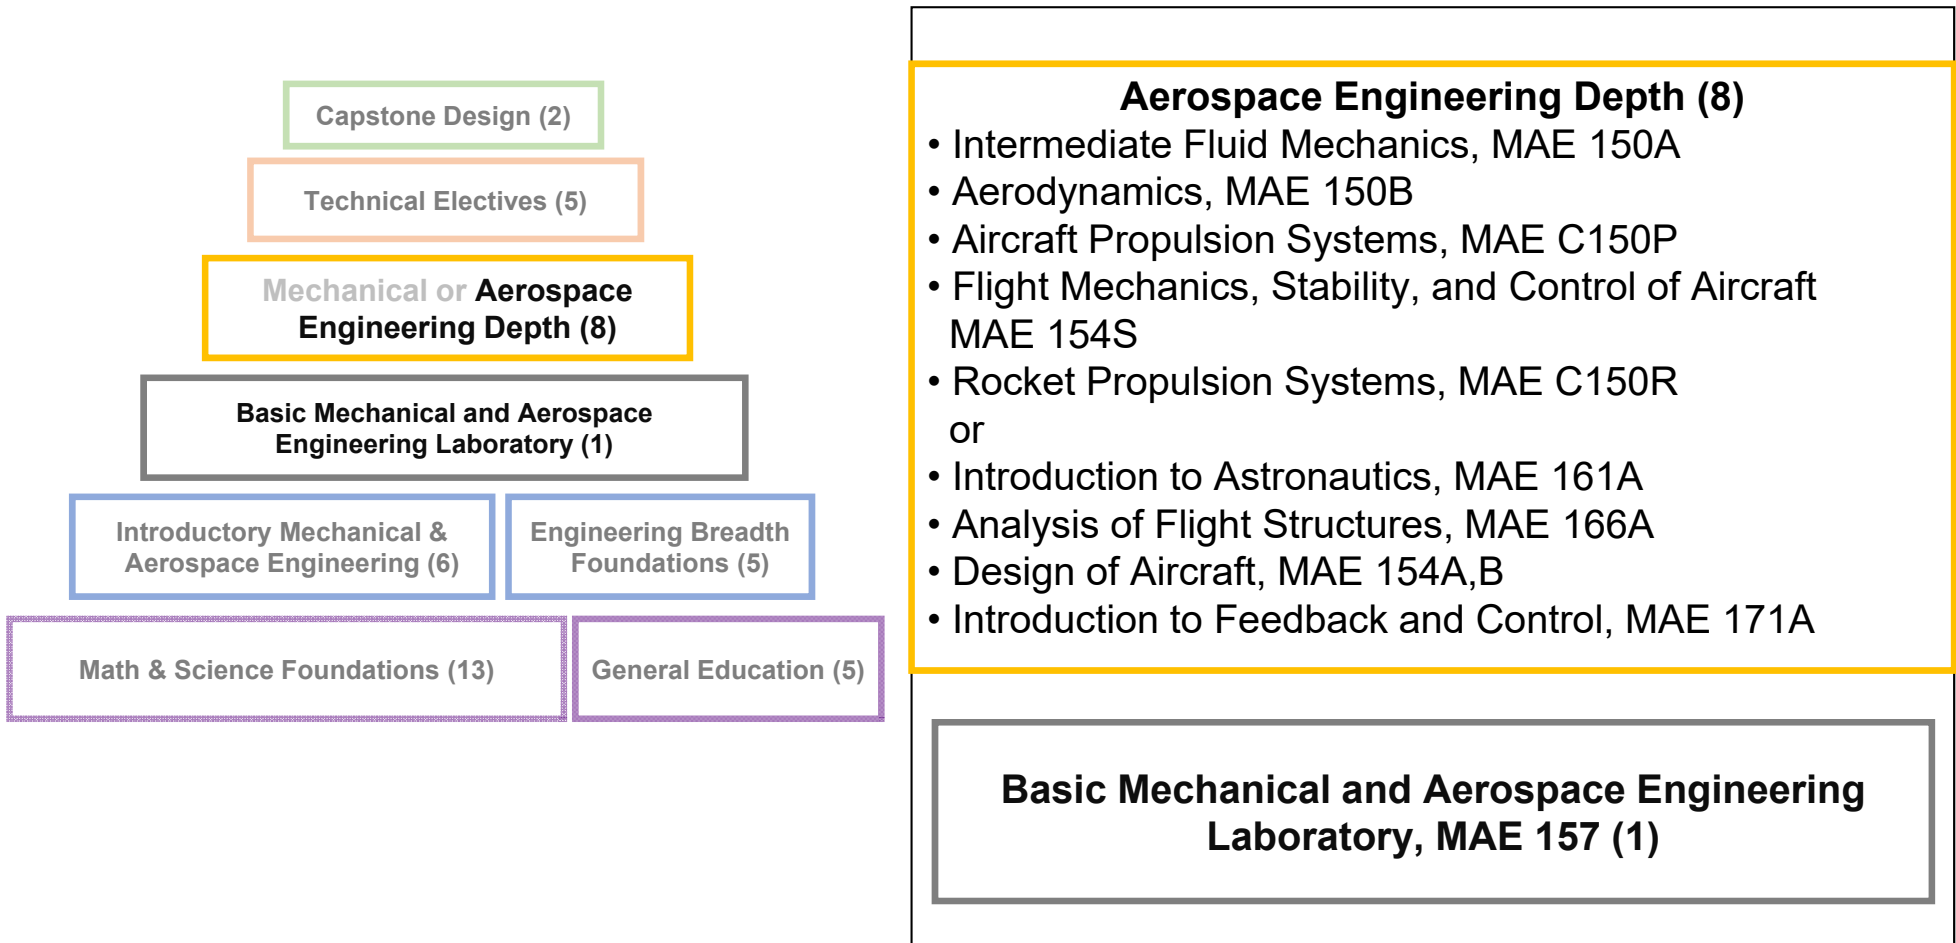 Capstone Design (2)
Technical Electives (5)
Mechanical or Aerospace
Engineering Depth (8)
Basic Mechanical and Aerospace
Engineering Laboratory (1)
Introductory Mechanical &
Aerospace Engineering (6)
Engineering Breadth
Foundations (5)
Math & Science Foundations (13)
General Education (5)
Aerospace Engineering Depth (8)
• Intermediate Fluid Mechanics, MAE 150A
• Aerodynamics, MAE 150B
• Aircraft Propulsion Systems, MAE C150P
• Flight Mechanics, Stability, and Control of Aircraft
MAE 154S
• Rocket Propulsion Systems, MAE C150R
or
• Introduction to Astronautics, MAE 161A
• Analysis of Flight Structures, MAE 166A
• Design of Aircraft, MAE 154A,B
• Introduction to Feedback and Control, MAE 171A
Basic Mechanical and Aerospace Engineering
Laboratory, MAE 157 (1)